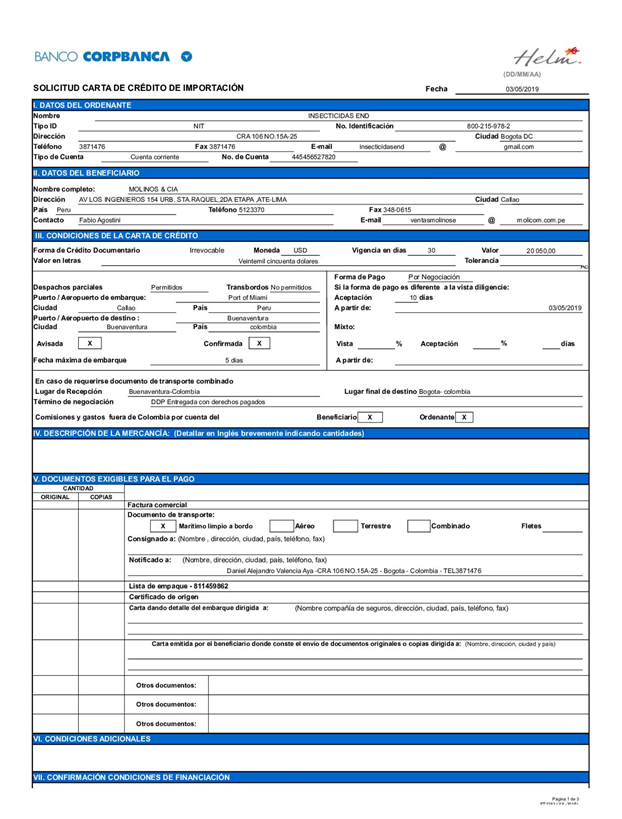 BANCO CORPBANCA
Helm.
(DD/MM/AA)
SOLICITUD CARTA DE CRÉDITO DE IMPORTACIÓN Fecha 03/05/2019
I. DATOS DEL ORDENANTE
Nombre INSECTICIDAS END
Tipo ID NIT No. Identificación 800-215-978-2
Dirección CRA 106 NO.15A-25 Ciudad Bogota DC
Teléfono 3871476 Fax 3871476 E-mail insecticidasend @ gmail.com
Tipo de Cuenta Cuenta corriente No. de Cuenta 445456527820
II. DATOS DEL BENEFICIARIO
Nombre completo: MOLINOS & CIA
Dirección AV LOS INGENIEROS 154 URB. STA.RAQUEL,2DA ETAPA ,ATE-LIMA Ciudad Callao
País Peru Teléfono 5123370 Fax 348-0615
Contacto Fabio Agostini E-mail ventasmolinose @ molicom.com.pe
III. CONDICIONES DE LA CARTA DE CRÉDITO
Forma de Crédito Documentario Irrevocable Moneda USD Vigencia en días 30 Valor 20 050,00
Valor en letras Veintemil cincuenta dolares Tolerancia
Forma de Pago Por Negociación
Despachos parciales Permitidos Transbordos No permitidos Si la forma de pago es diferente a la vista diligencie:
Puerto / Aeropuerto de embarque: Port of Miami Aceptación 10 días
Ciudad Callao País Peru A partir de: 03/05/2019
Puerto / Aeropuerto de destino : Buenaventura
Ciudad Buenaventura País colombia Mixto:
Avisada X Confirmada X Vista % Aceptación % días
Fecha máxima de embarque 5 dias A partir de:
En caso de requerirse documento de transporte combinado
Lugar de Recepción Buenaventura-Colombia Lugar final de destino Bogota- colombia
Término de negociación DDP Entregada con derechos pagados
Comisiones y gastos fuera de Colombia por cuenta del Beneficiario X Ordenante X
IV. DESCRIPCIÓN DE LA MERCANCÍA: (Detallar en Inglés brevemente indicando cantidades)
V. DOCUMENTOS EXIGIBLES PARA EL PAGO
CANTIDAD
ORIGINAL COPIAS
Factura comercial
Documento de transporte:
X Marítimo limpio a bordo Aéreo Terrestre Combinado Fletes
Consignado a: (Nombre , dirección, ciudad, país, teléfono, fax)
Notificado a: (Nombre, dirección, ciudad, país, teléfono, fax)
Daniel Alejandro Valencia Aya -CRA 106 NO.15A-25 - Bogota - Colombia - TEL3871476
Lista de empaque - 811459862
Certificado de origen
Carta dando detalle del embarque dirigida a: (Nombre compañía de seguros, dirección, ciudad, país, teléfono, fax)
Carta emitida por el beneficiario donde conste el envío de documentos originales o copias dirigida a: (Nombre, dirección, ciudad y país)
Otros documentos:
Otros documentos:
Otros documentos:
VI. CONDICIONES ADICIONALES
VII. CONFIRMACIÓN CONDICIONES DE FINANCIACIÓN
Página 1 de 3